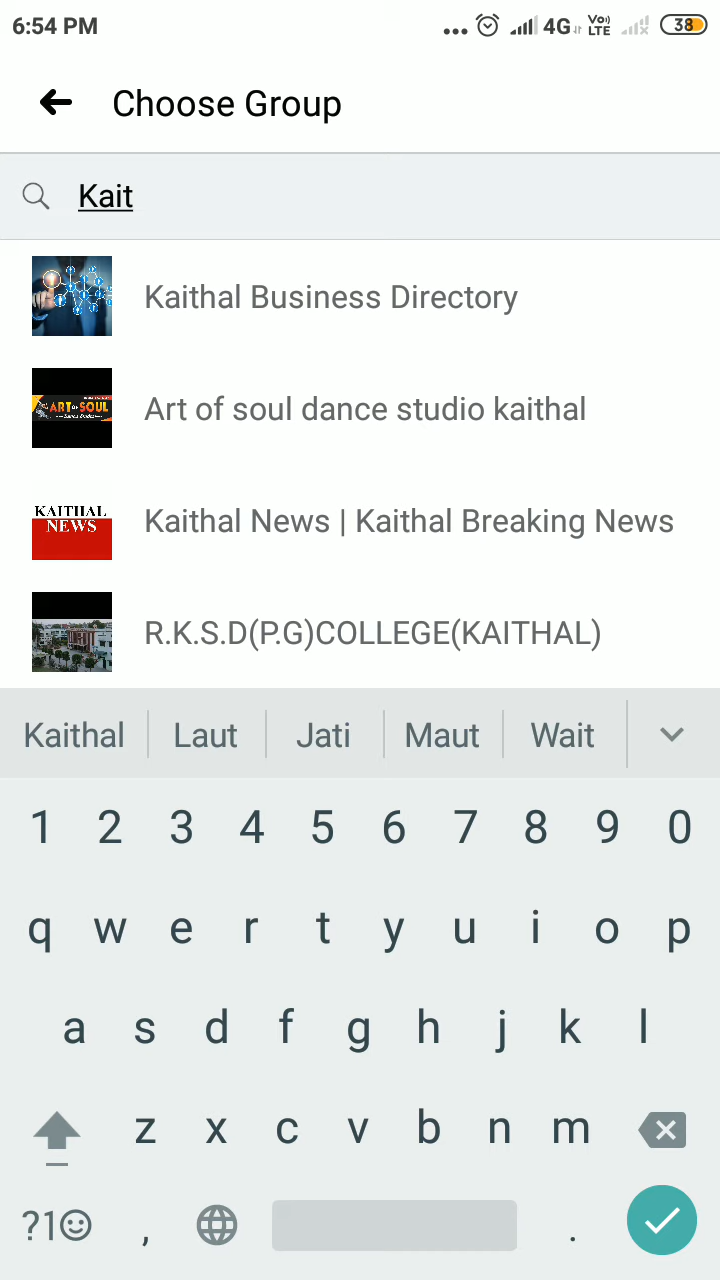 6:54 PM
4G Vo)) LTE 38
Choose Group
Kait
Kaithal Business Directory
ART OF SOUL
Art of soul dance studio kaithal
KAITHAL
NEWS
Kaithal News | Kaithal Breaking News
R.K.S.D(P.G)COLLEGE(KAITHAL)
Kaithal Laut Jati Maut Wait
1 2 3 4 5 6 7 8 9 0
q w e r t y u i o p
a s d f g h j k l
z x c v b n m
?1☺ , .